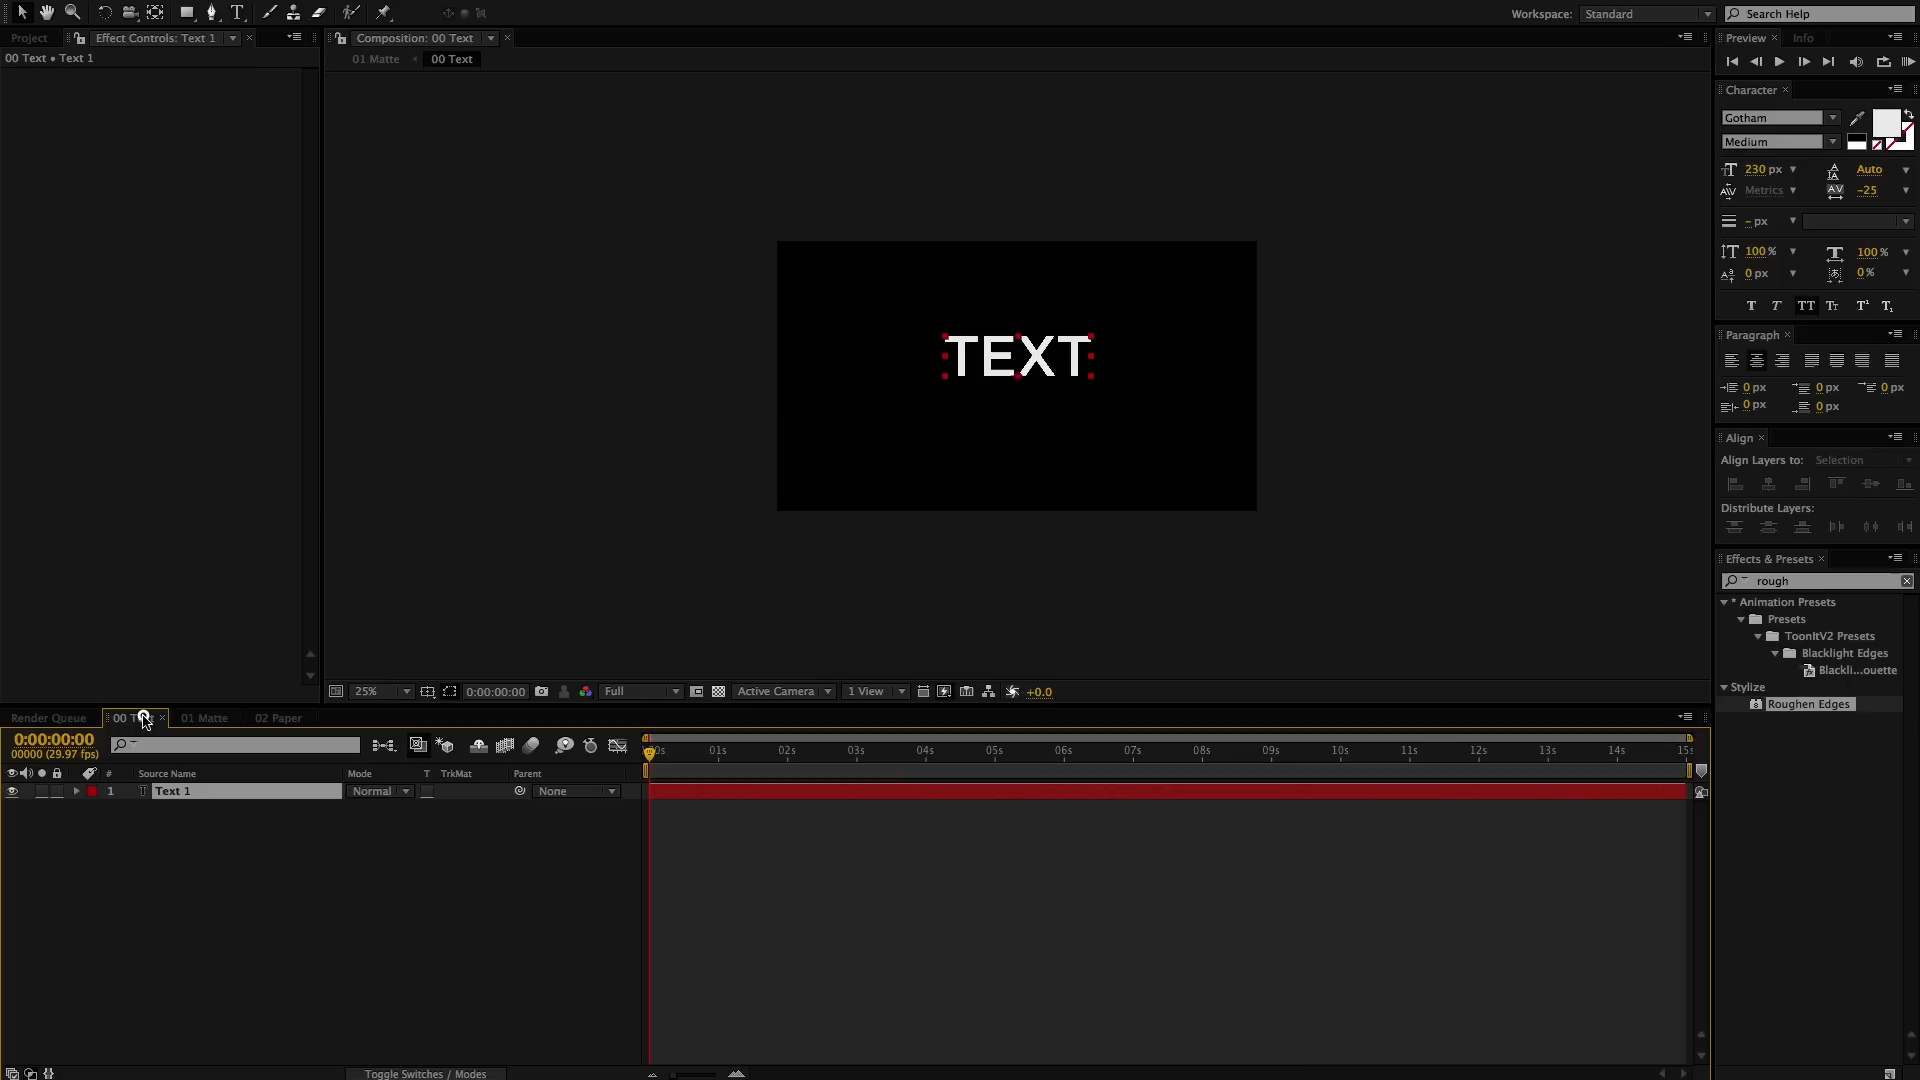 Workspace: Standard
Search Help
Project
Effect Controls: Text 1
Composition: 00 Text
Preview
Info
00 Text • Text 1
01 Matte
00 Text
Character
Gotham
Medium
230 px
Auto
Metrics
-25
- px
100 %
100 %
0 px
0 %
T T TT Tt T¹ T₁
Paragraph
0 px
0 px
0 px
0 px
0 px
TEXT
Align
Align Layers to: Selection
Distribute Layers:
Effects & Presets
rough
* Animation Presets
Presets
ToonItV2 Presets
Blacklight Edges
Blackli...ouette
Stylize
Roughen Edges
25%
0:00:00:00
Full
Active Camera
1 View
+0.0
Render Queue
01 Matte
02 Paper
0:00:00:00
00000 (29.97 fps)
01s 02s 03s 04s 05s 06s 07s 08s 09s 10s 11s 12s 13s 14s
# Source Name Mode T TrkMat Parent
1 Text 1 Normal None
Toggle Switches / Modes